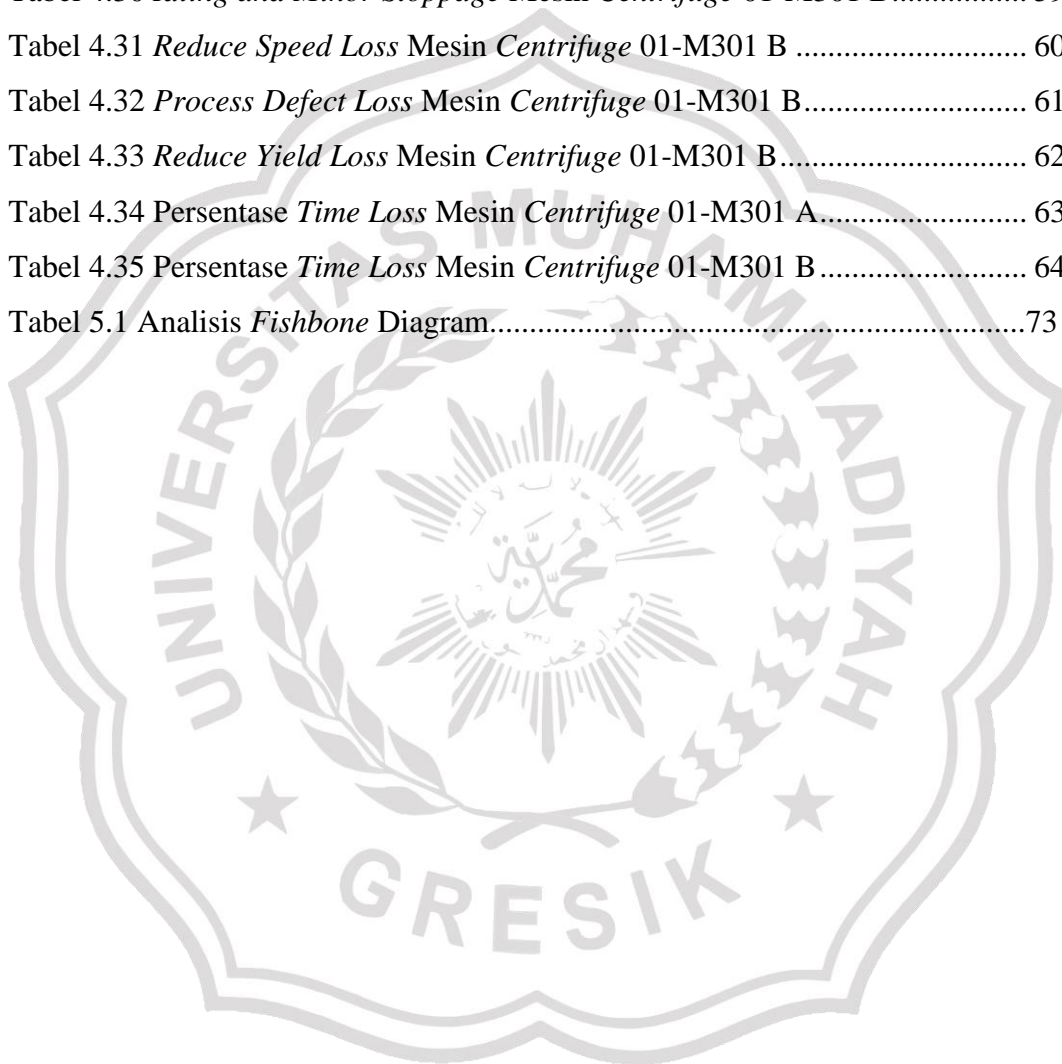 Mesin Centrifuge
Tabel 4.31 Reduce Speed Loss Mesin Centrifuge 01-M301 B ............................ 60
Tabel 4.32 Process Defect Loss Mesin Centrifuge 01-M301 B........................... 61
Tabel 4.33 Reduce Yield Loss Mesin Centrifuge 01-M301 B.............................. 62
Tabel 4.34 Persentase Time Loss Mesin Centrifuge 01-M301 A......................... 63
Tabel 4.35 Persentase Time Loss Mesin Centrifuge 01-M301 B......................... 64
Tabel 5.1 Analisis Fishbone Diagram.................................................................73
UNIVERSITAS MUHAMMADIYAH
GRESIK